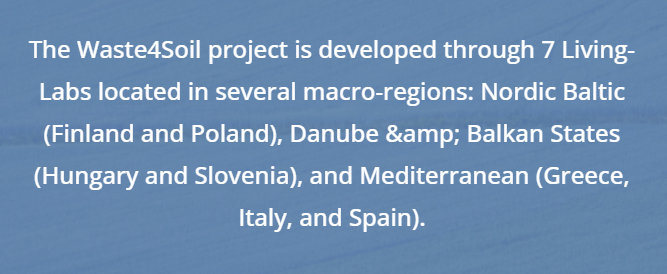 The Waste4Soil project is developed through 7 Living-
Labs located in several macro-regions: Nordic Baltic
(Finland and Poland), Danube &amp; Balkan States
(Hungary and Slovenia), and Mediterranean (Greece,
Italy, and Spain).